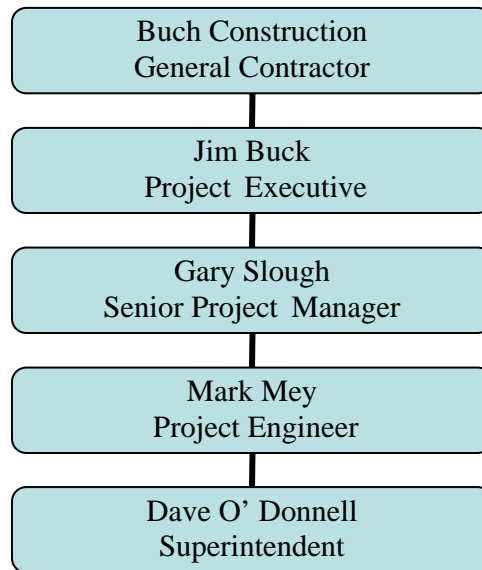 Buch Construction
General Contractor
Jim Buck
Project Executive
Gary Slough
Senior Project Manager
Mark Mey
Project Engineer
Dave O’ Donnell
Superintendent